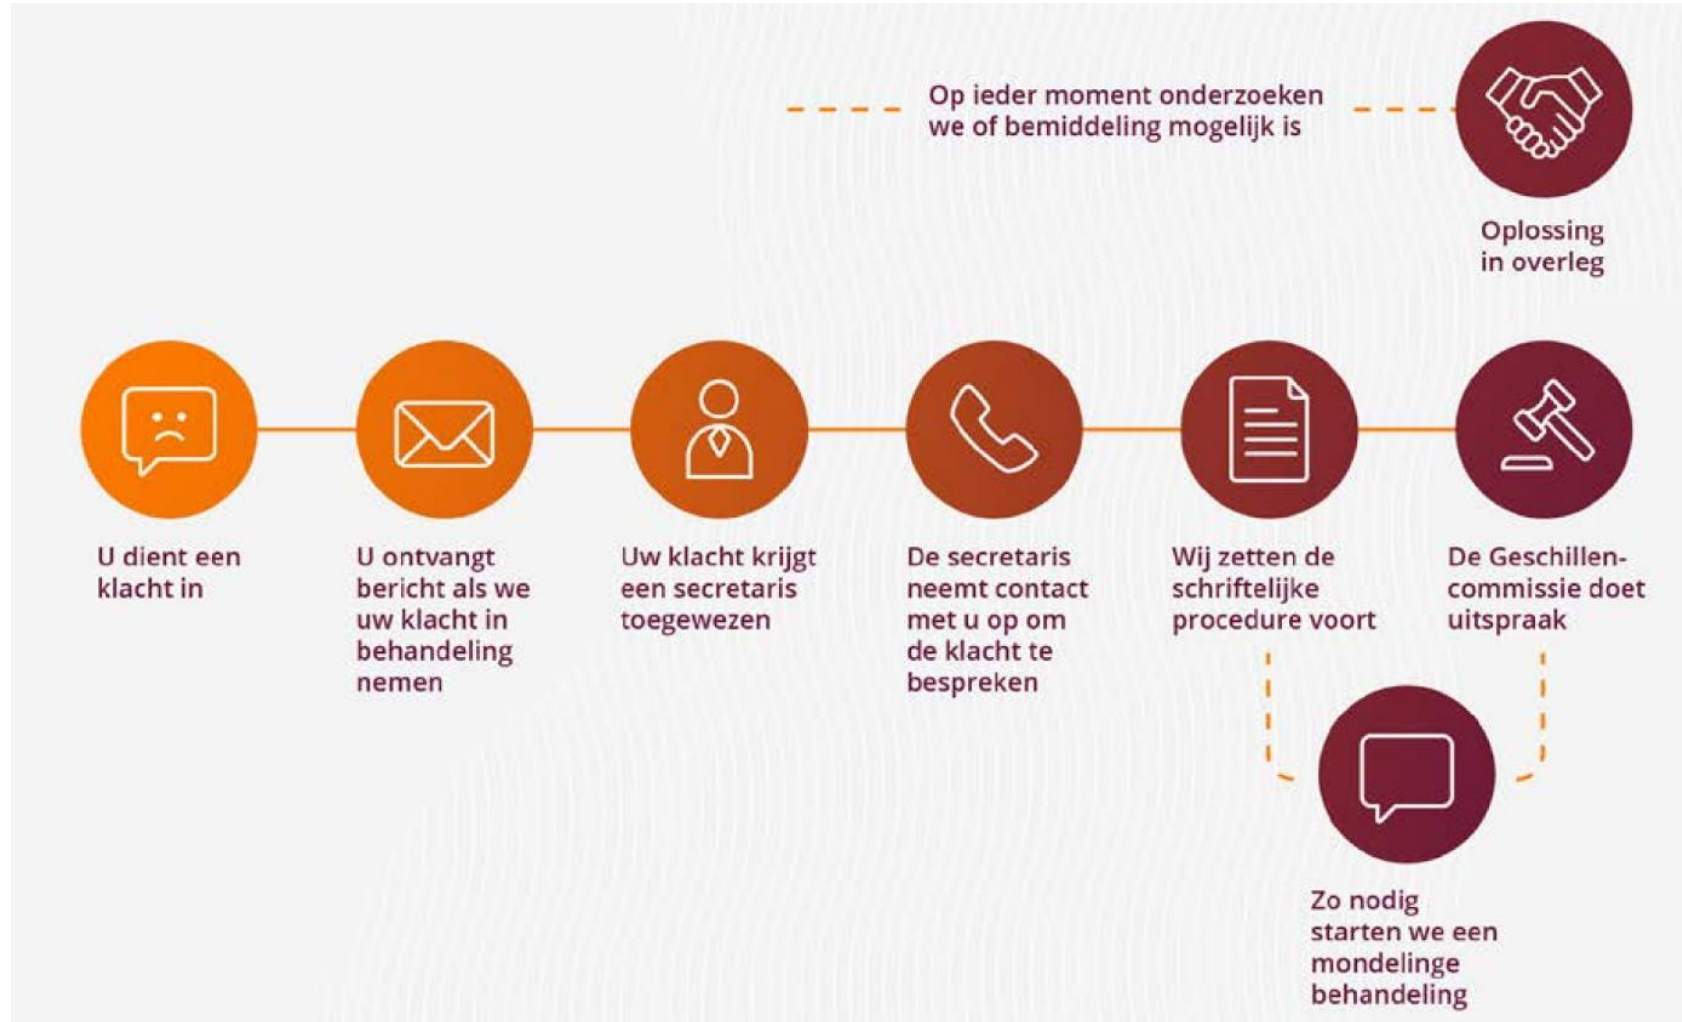 Op ieder moment onderzoeken
we of bemiddeling mogelijk is
Oplossing
in overleg
U dient een
klacht in
U ontvangt
bericht als we
uw klacht in
behandeling
nemen
Uw klacht krijgt
een secretaris
toegewezen
De secretaris
neemt contact
met u op om
de klacht te
bespreken
Wij zetten de
schriftelijke
procedure voort
De Geschillen-
commissie doet
uitspraak
Zo nodig
starten we een
mondelinge
behandeling